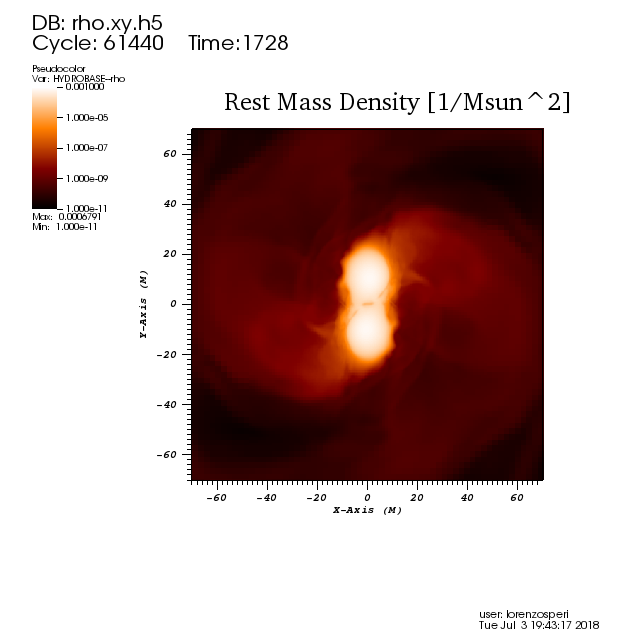 DB: rho.xy.h5
Cycle: 61440 Time:1728
Pseudocolor
Var: HYDROBASE--rho
0.001000
1.000e-05
1.000e-07
1.000e-09
1.000e-11
Max: 0.0006791
Min: 1.000e-11
Rest Mass Density [1/Msun^2]
60
40
20
0
-20
-40
-60
Y-Axis (M)
-60 -40 -20 0 20 40 60
X-Axis (M)
user: lorenzosperi
Tue Jul 3 19:43:17 2018